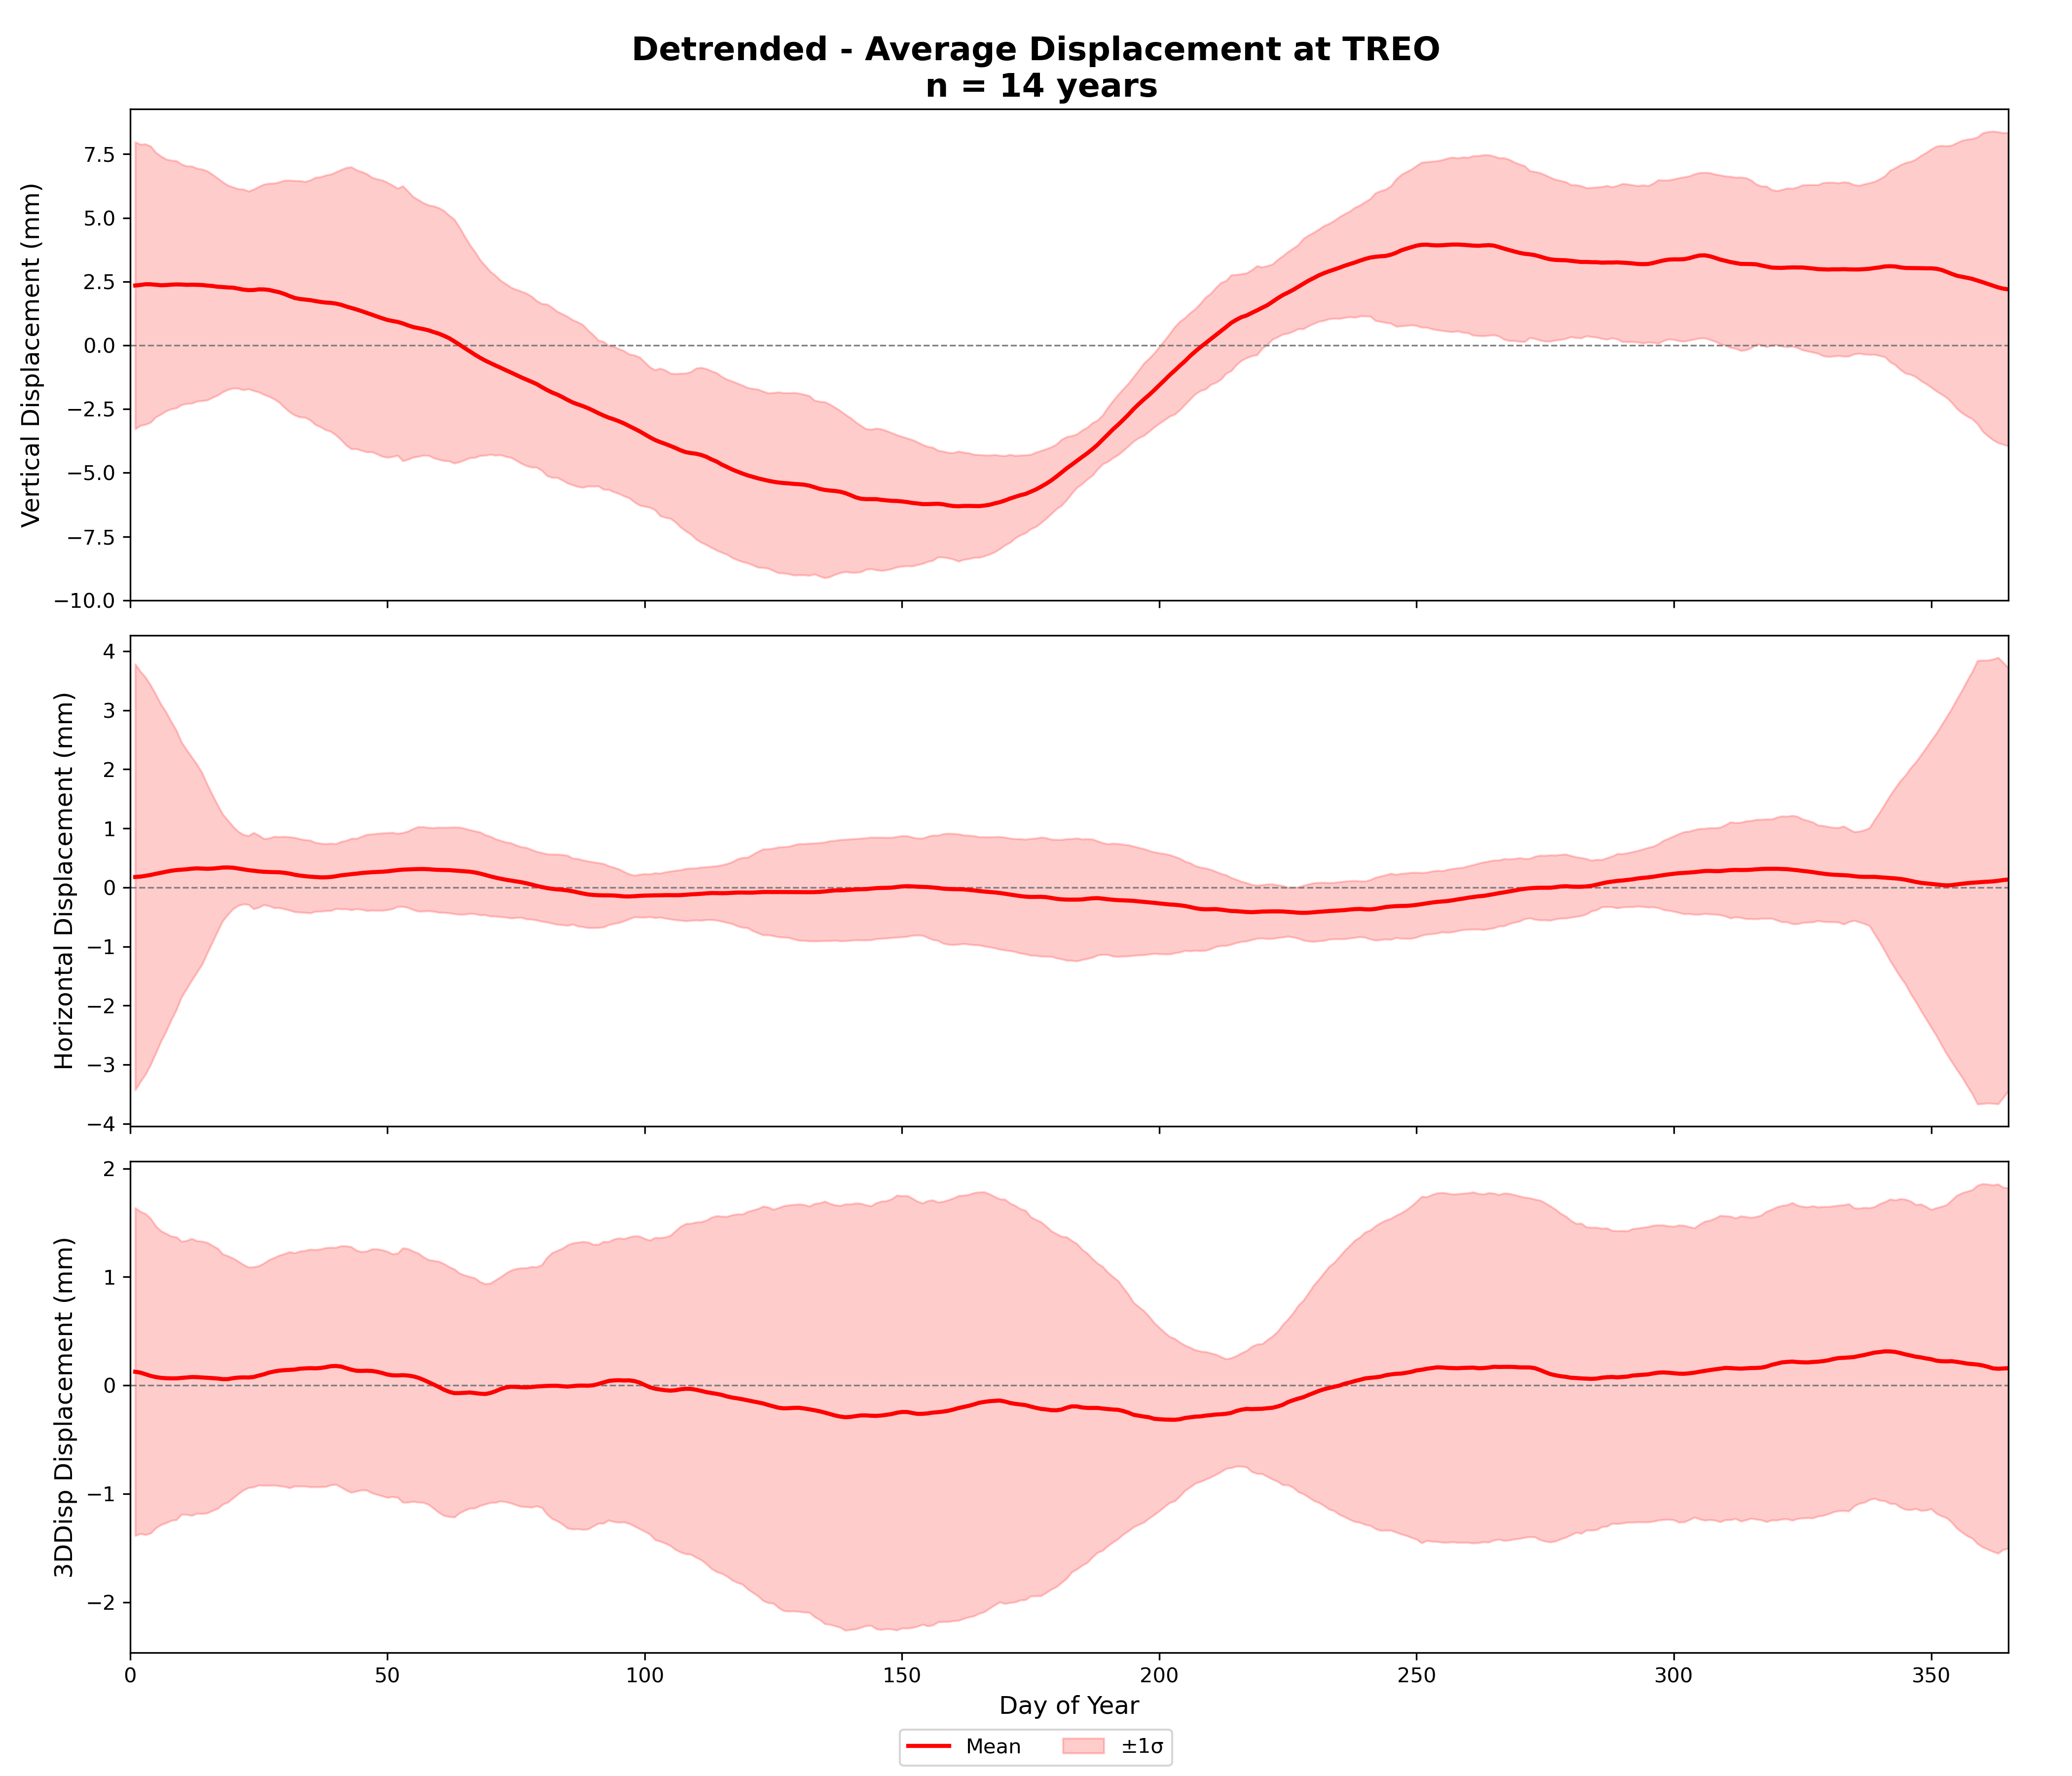 Detrended - Average Displacement at TREO
n = 14 years
Vertical Displacement (mm)
7.5
5.0
2.5
0.0
−2.5
−5.0
−7.5
−10.0
Horizontal Displacement (mm)
4
3
2
1
0
−1
−2
−3
−4
3DDisp Displacement (mm)
2
1
0
−1
−2
0 50 100 150 200 250 300 350
Day of Year
Mean ±1σ